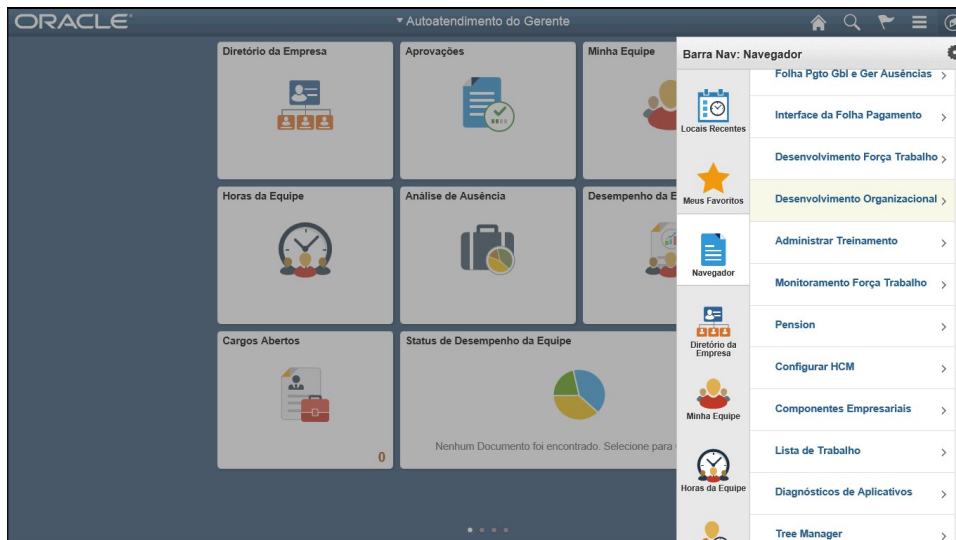 ORACLE
Autoatendimento do Gerente
Diretório da Empresa
Aprovações
Minha Equipe
Horas da Equipe
Análise de Ausência
Desempenho da E
Cargos Abertos
0
Status de Desempenho da Equipe
Nenhum Documento foi encontrado. Selecione para
Barra Nav: Navegador
Locais Recentes
Meus Favoritos
Navegador
Diretório da
Empresa
Minha Equipe
Horas da Equipe
Folha Pgto Gbl e Ger Ausências
Interface da Folha Pagamento
Desenvolvimento Força Trabalho
Desenvolvimento Organizacional
Administrar Treinamento
Monitoramento Força Trabalho
Pension
Configurar HCM
Componentes Empresariais
Lista de Trabalho
Diagnósticos de Aplicativos
Tree Manager